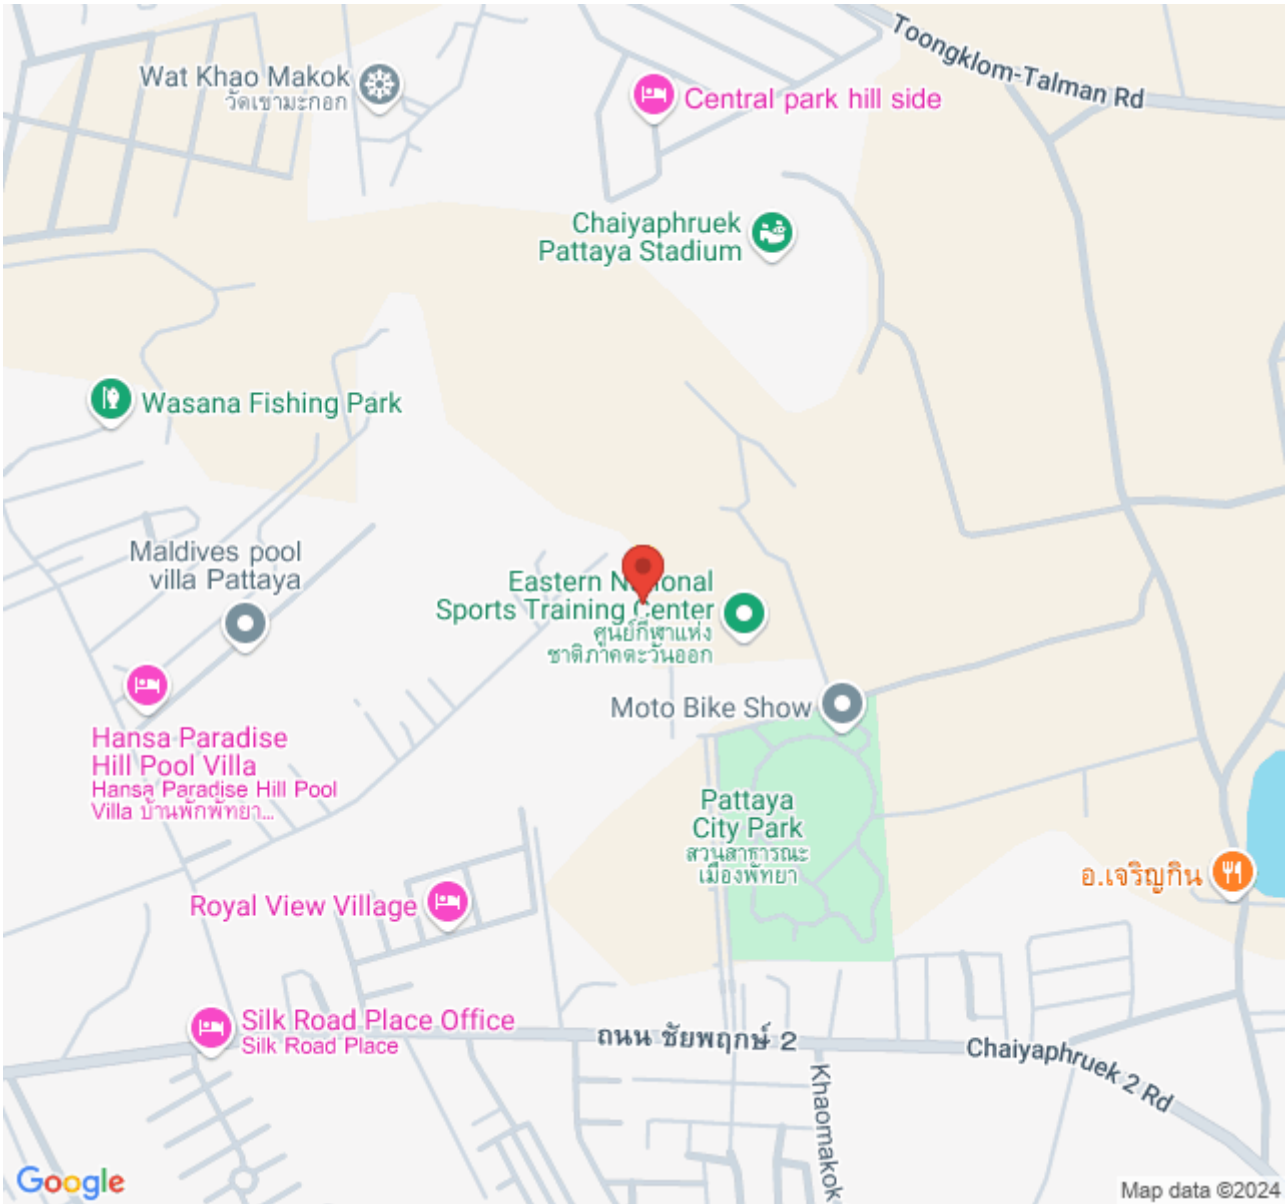 Toongklom-Talman Rd
Wat Khao Makok
วัดเขามะกอก
Central park hill side
Chaiyaphruek
Pattaya Stadium
Wasana Fishing Park
Maldives pool
villa Pattaya
Eastern National
Sports Training Center
ศูนย์กีฬาแห่ง
ชาติภาคตะวันออก
Moto Bike Show
Hansa Paradise
Hill Pool Villa
Hansa Paradise Hill Pool
Villa บ้านพักพัทยา...
Pattaya
City Park
สวนสาธารณะ
เมืองพัทยา
อ.เจริญกิน
Royal View Village
Silk Road Place Office
Silk Road Place
ถนน ชัยพฤกษ์ 2
Chaiyaphruek 2 Rd
Khaomakok
Google
Map data ©2024